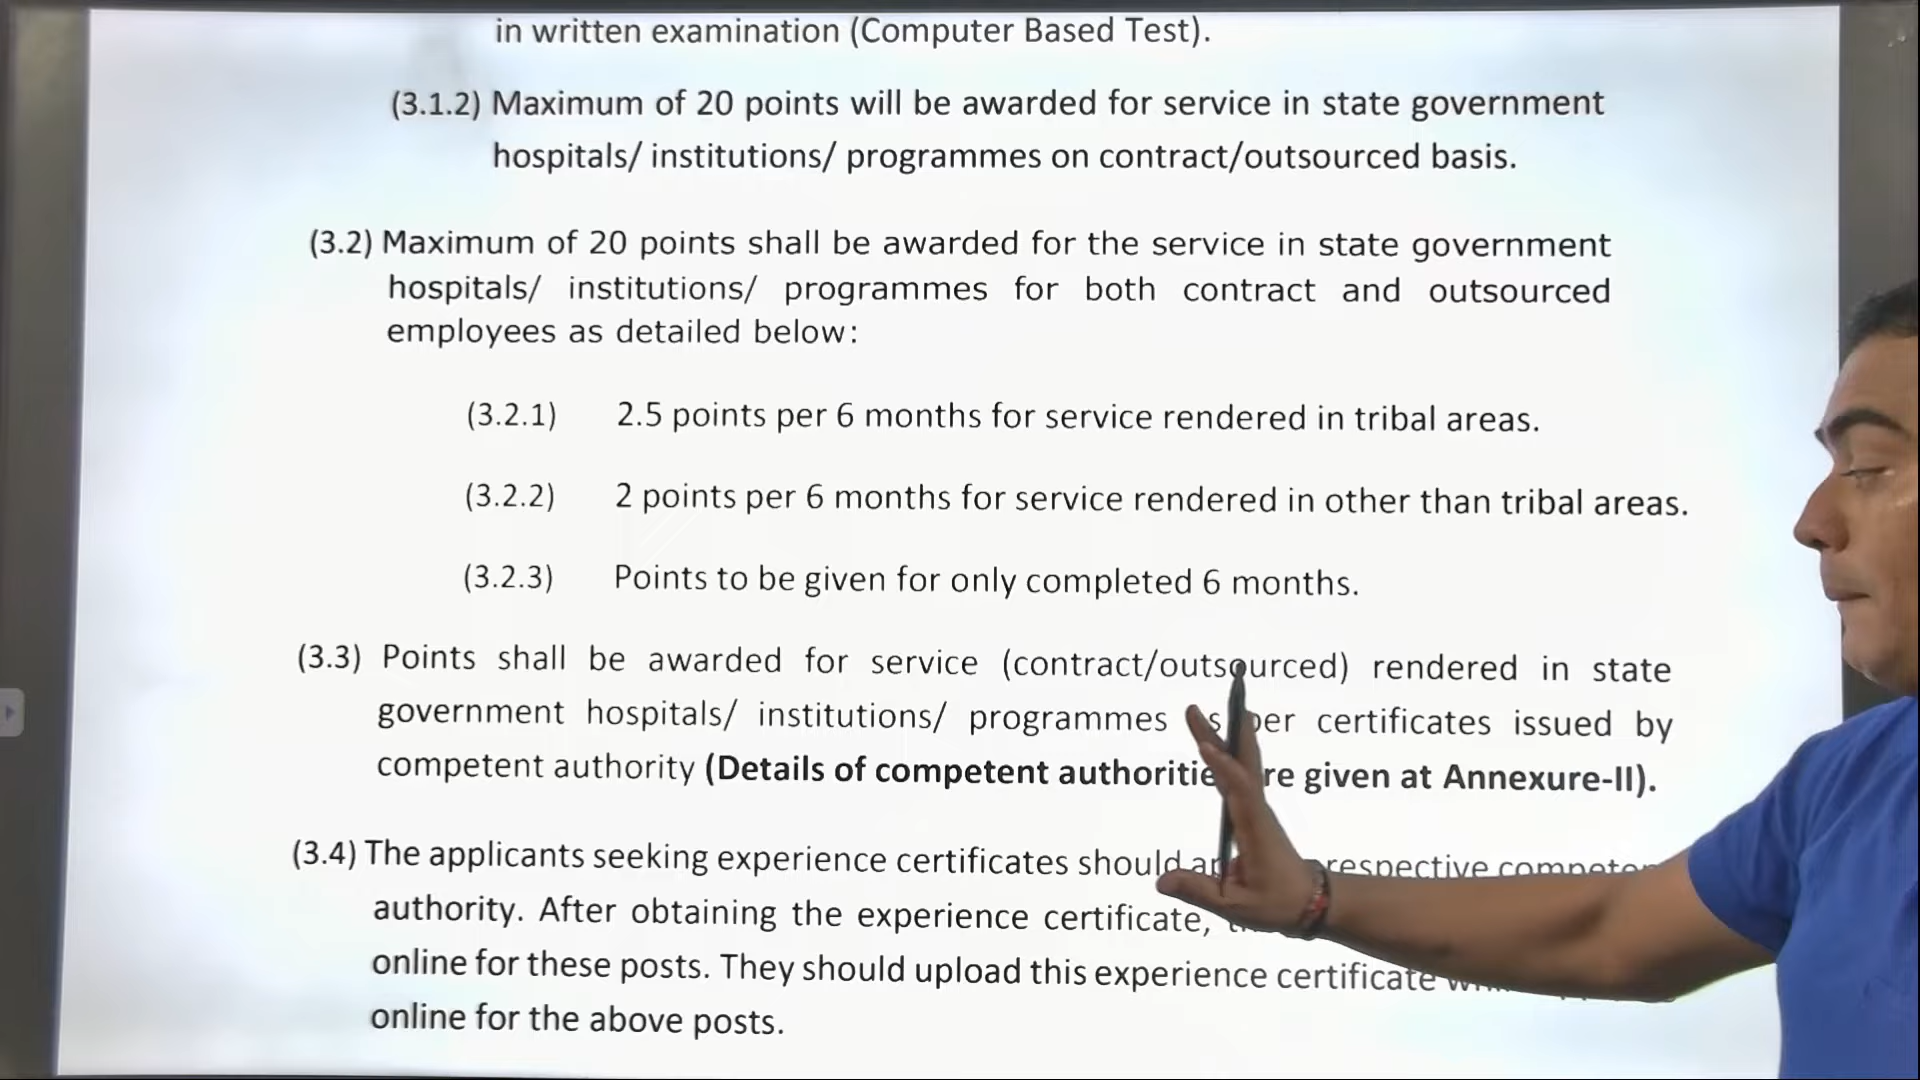 in written examination (Computer Based Test).
(3.1.2) Maximum of 20 points will be awarded for service in state government
hospitals/ institutions/ programmes on contract/outsourced basis.
(3.2) Maximum of 20 points shall be awarded for the service in state government
hospitals/ institutions/ programmes for both contract and outsourced
employees as detailed below:
(3.2.1) 2.5 points per 6 months for service rendered in tribal areas.
(3.2.2) 2 points per 6 months for service rendered in other than tribal areas.
(3.2.3) Points to be given for only completed 6 months.
(3.3) Points shall be awarded for service (contract/outsourced) rendered in state
government hospitals/ institutions/ programmes per certificates issued by
competent authority (Details of competent given at Annexure-II).
(3.4) The applicants seeking experience certificates should respective
authority. After obtaining the experience certificate,
online for these posts. They should upload this experience certificate
online for the above posts.